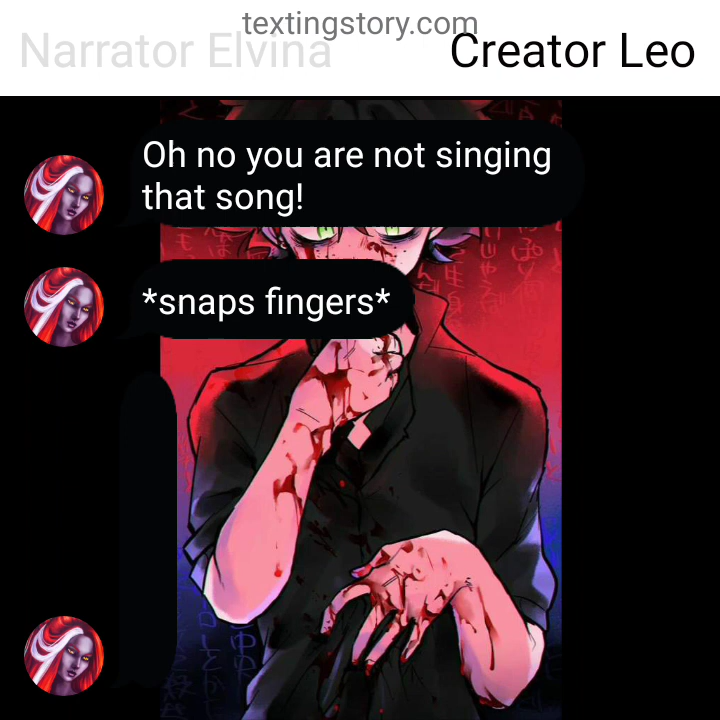 textingstory.com
Narrator Elvina
Creator Leo
Oh no you are not singing
that song!
*snaps fingers*